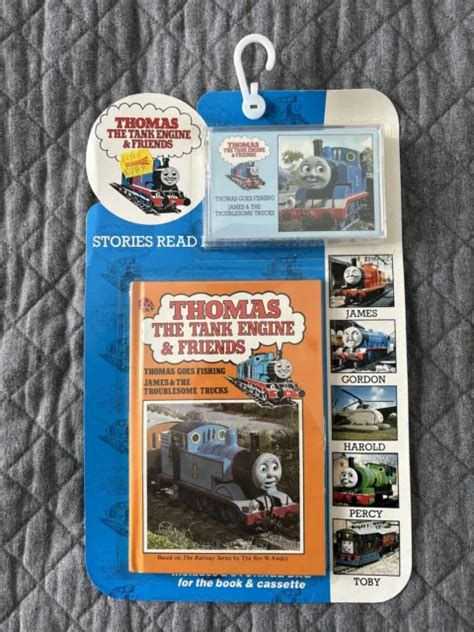 THOMAS
THE TANK ENGINE
& FRIENDS
THOMAS
THE TANK ENGINE
& FRIENDS
THOMAS GOES FISHING
JAMES & THE
TROUBLESOME TRUCKS
STORIES READ
THOMAS
THE TANK ENGINE
& FRIENDS
THOMAS GOES FISHING
JAMES & THE
TROUBLESOME TRUCKS
Based on The Railway Series by The Rev W Awdry
for the book & cassette
JAMES
GORDON
HAROLD
PERCY
TOBY